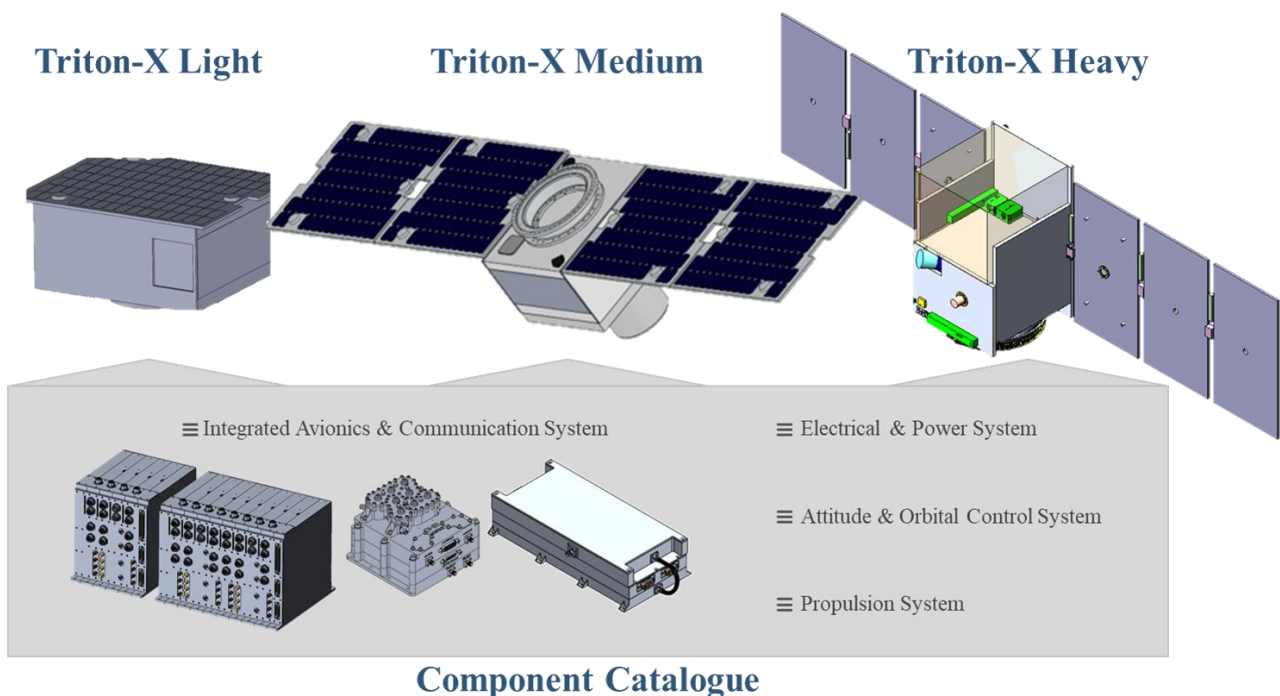 Triton-X Light
Triton-X Medium
Triton-X Heavy
Integrated Avionics & Communication System
Electrical & Power System
Attitude & Orbital Control System
Propulsion System
Component Catalogue